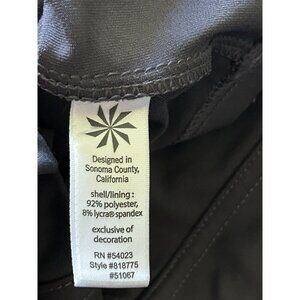 Designed in
Sonoma County,
California
shell/lining :
92% polyester,
8% lycra®spandex
exclusive of
decoration
RN #54023
Style #818775
#51067